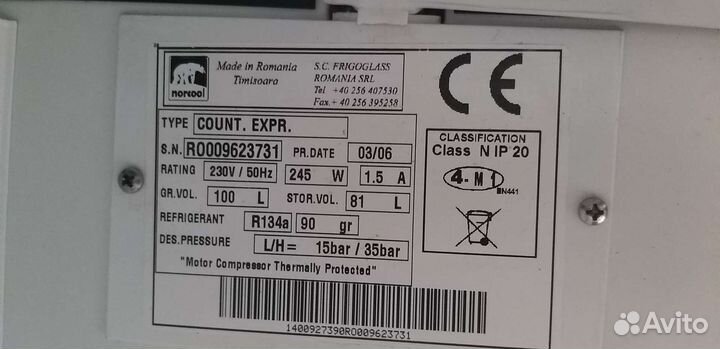 norcool
Made in Romania
Timisoara
S.C. FRIGOGLASS
ROMANIA SRL
Tel +40 256 407530
Fax.+ 40 256 395258
CE
TYPE COUNT. EXPR.
S.N. RO009623731 PR.DATE 03/06
RATING 230V / 50Hz 245 W 1.5 A
GR.VOL. 100 L STOR.VOL. 81 L
REFRIGERANT R134a 90 gr
DES.PRESSURE L/H= 15bar / 35bar
"Motor Compressor Thermally Protected"
CLASSIFICATION
Class N IP 20
4-M1
EN441
1400927390RO009623731
Avito